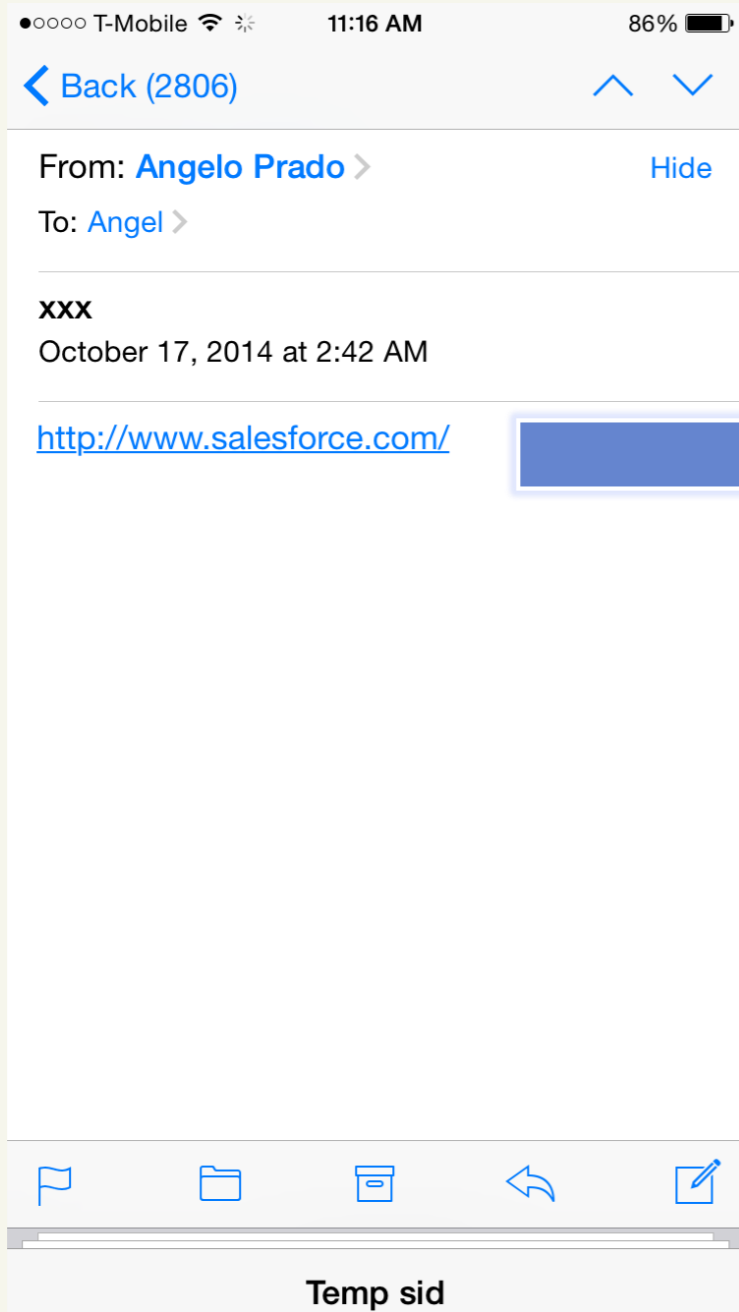 T-Mobile 11:16 AM 86%
Back (2806)
From: Angelo Prado Hide
To: Angel
xxx
October 17, 2014 at 2:42 AM
http://www.salesforce.com/
Temp sid